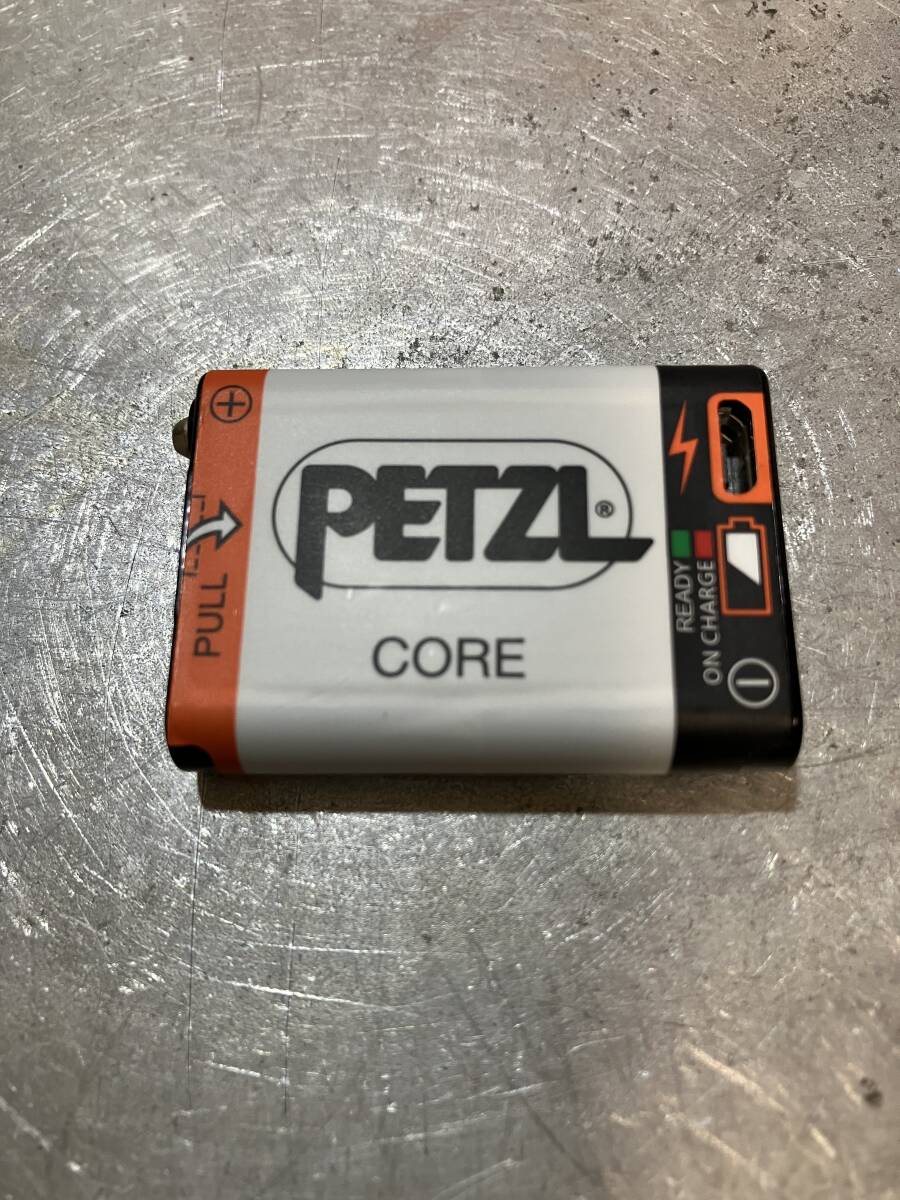 PULL
PETZL®
CORE
READY
ON CHARGE